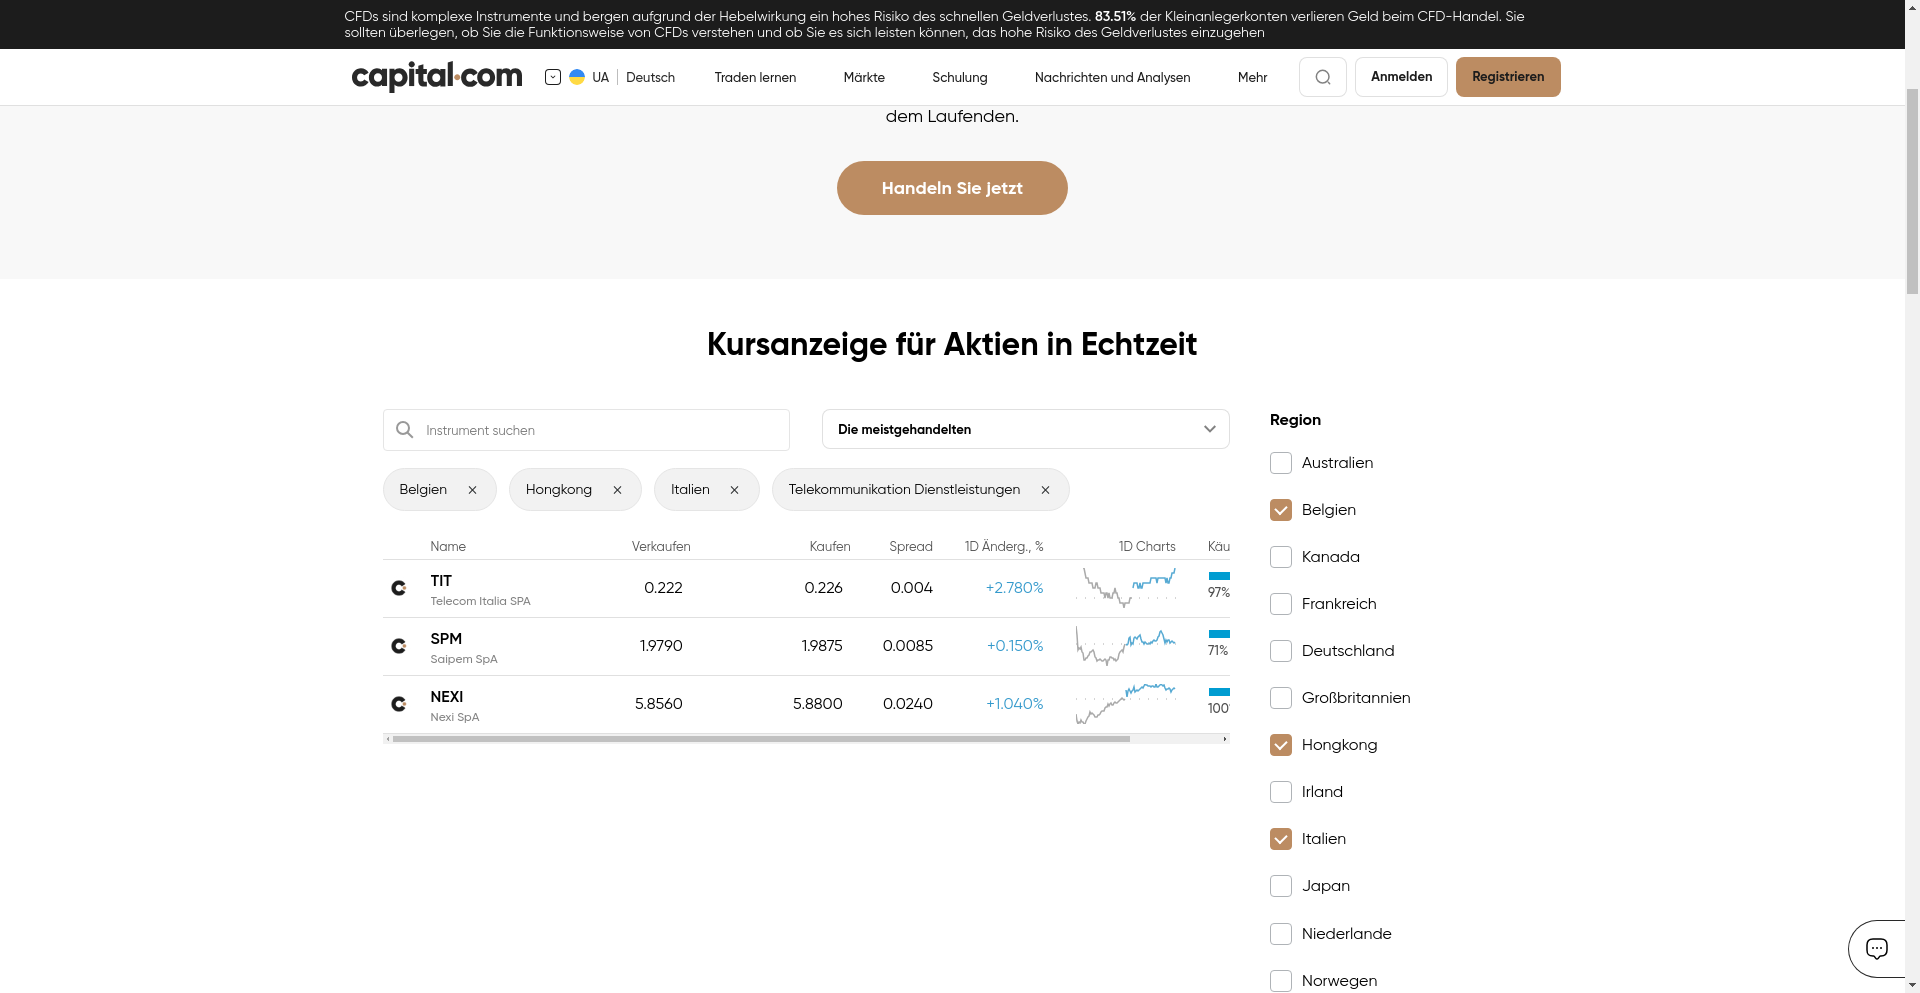 CFDs sind komplexe Instrumente und bergen aufgrund der Hebelwirkung ein hohes Risiko des schnellen Geldverlustes. 83.51% der Kleinanlegerkonten verlieren Geld beim CFD-Handel. Sie
sollten überlegen, ob Sie die Funktionsweise von CFDs verstehen und ob Sie es sich leisten können, das hohe Risiko des Geldverlustes einzugehen
capital.com UA Deutsch Traden lernen Märkte Schulung Nachrichten und Analysen Mehr Anmelden Registrieren
dem Laufenden.
Handeln Sie jetzt
Kursanzeige für Aktien in Echtzeit
Instrument suchen
Die meistgehandelten
Belgien Hongkong Italien Telekommunikation Dienstleistungen
Name Verkaufen Kaufen Spread 1D Änderg., % 1D Charts Käu
TIT 0.222 0.226 0.004 +2.780% 97%
Telecom Italia SPA
SPM 1.9790 1.9875 0.0085 +0.150% 71%
Saipem SpA
NEXI 5.8560 5.8800 0.0240 +1.040% 100
Nexi SpA
Region
Australien
Belgien
Kanada
Frankreich
Deutschland
Großbritannien
Hongkong
Irland
Italien
Japan
Niederlande
Norwegen